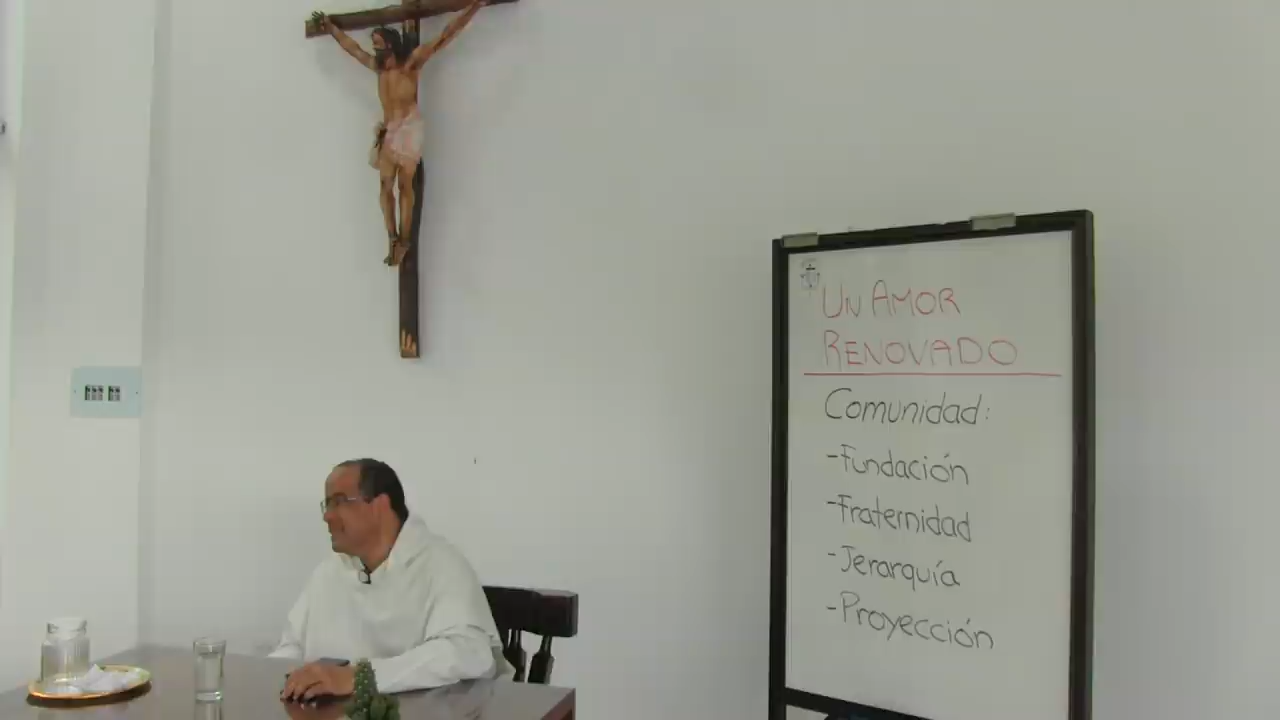 UN AMOR
RENOVADO
Comunidad:
-Fundación
-Fraternidad
-Jerarquía
-Proyección